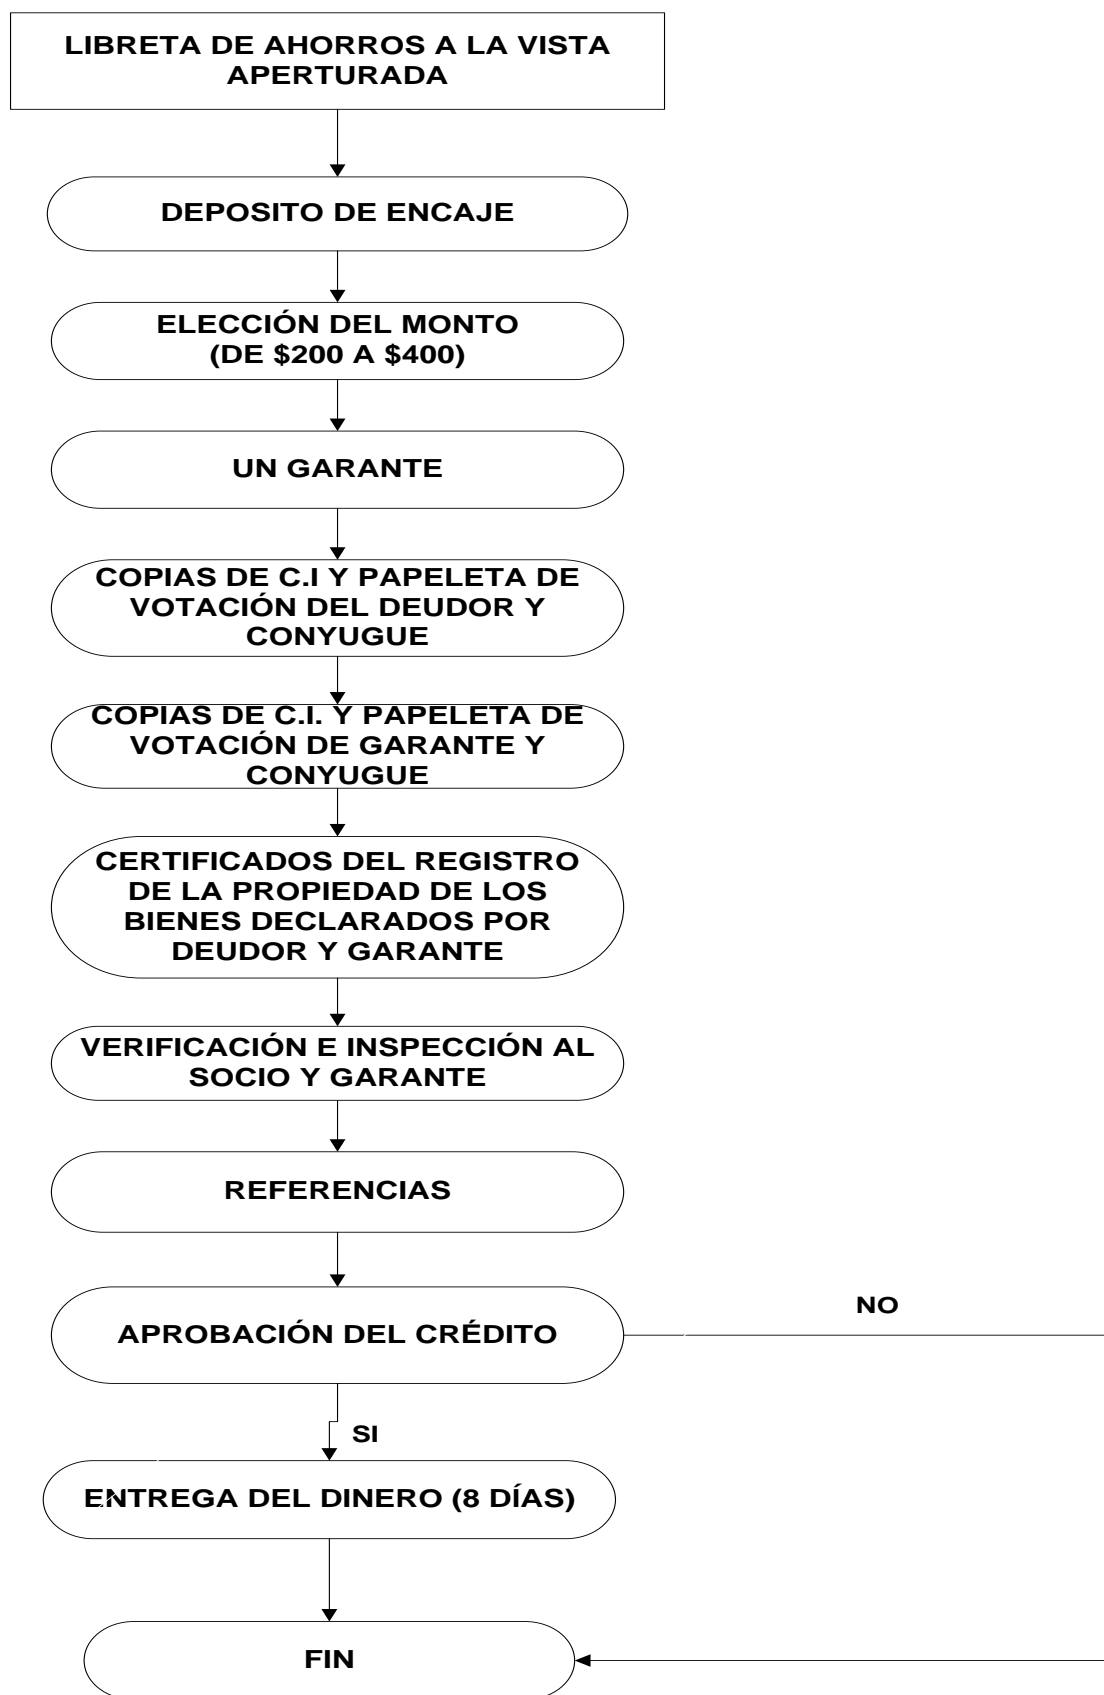 LIBRETA DE AHORROS A LA VISTA
APERTURADA
DEPOSITO DE ENCAJE
ELECCIÓN DEL MONTO
(DE $200 A $400)
UN GARANTE
COPIAS DE C.I Y PAPELETA DE
VOTACIÓN DEL DEUDOR Y
CONYUGUE
COPIAS DE C.I. Y PAPELETA DE
VOTACIÓN DE GARANTE Y
CONYUGUE
CERTIFICADOS DEL REGISTRO
DE LA PROPIEDAD DE LOS
BIENES DECLARADOS POR
DEUDOR Y GARANTE
VERIFICACIÓN E INSPECCIÓN AL
SOCIO Y GARANTE
REFERENCIAS
APROBACIÓN DEL CRÉDITO
NO
SI
ENTREGA DEL DINERO (8 DÍAS)
FIN